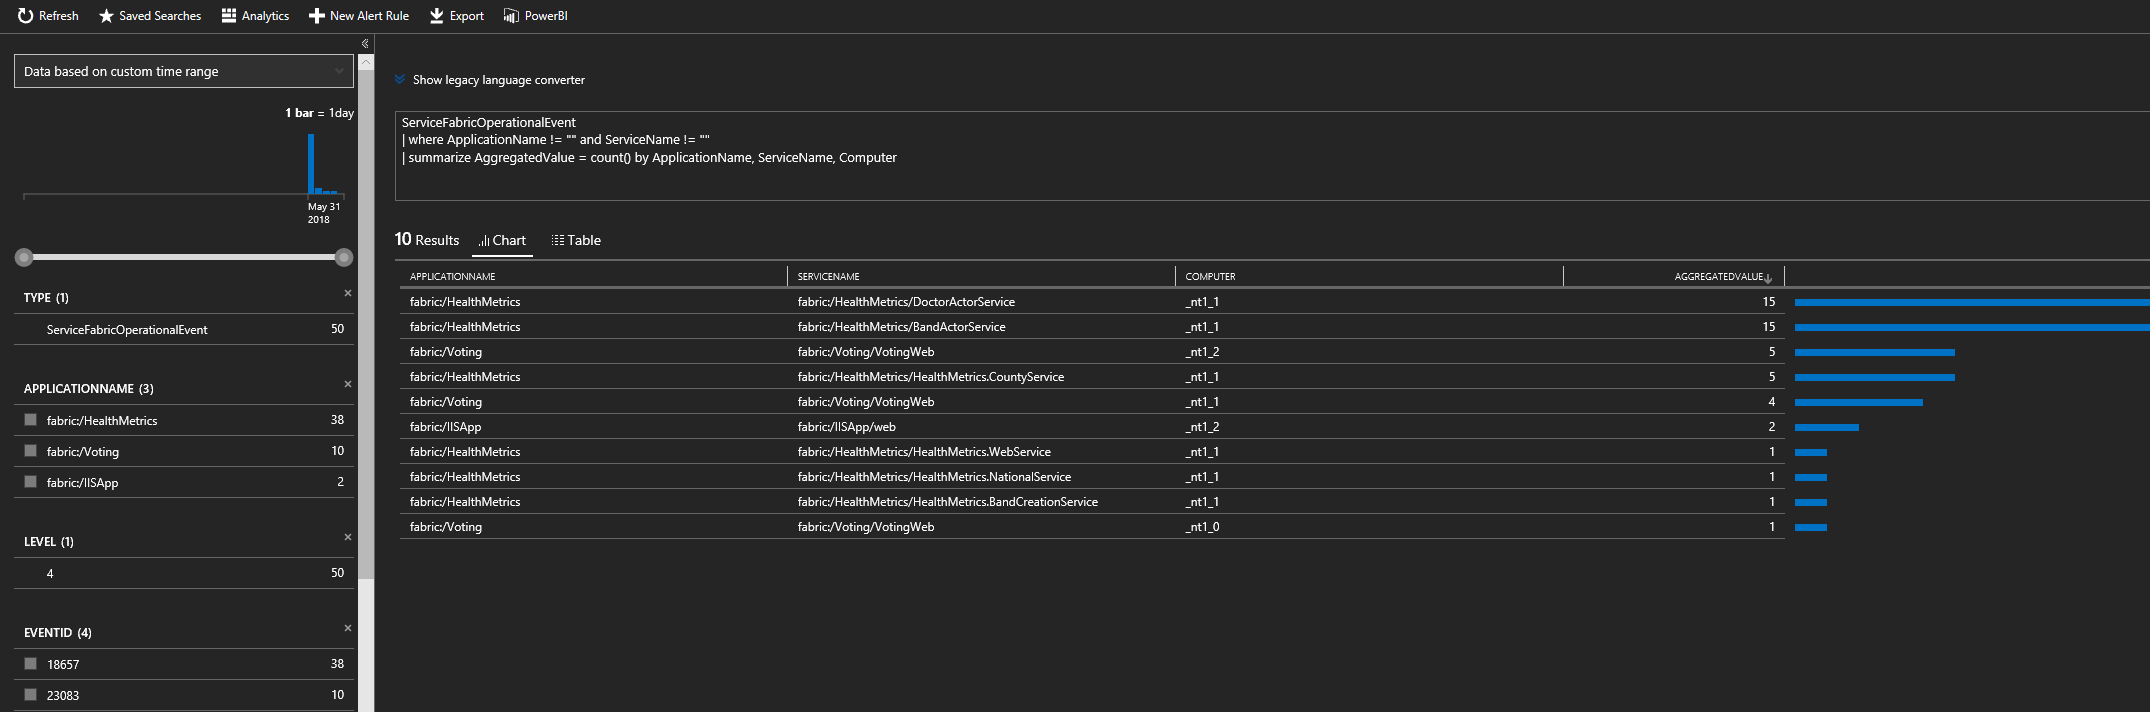 Refresh Saved Searches Analytics New Alert Rule Export PowerBI
Data based on custom time range
1 bar = 1day
May 31
2018
TYPE (1)
ServiceFabricOperationalEvent 50
APPLICATIONNAME (3)
fabric:/HealthMetrics 38
fabric:/Voting 10
fabric:/IISApp 2
LEVEL (1)
4 50
EVENTID (4)
18657 38
23083 10
Show legacy language converter
ServiceFabricOperationalEvent
| where ApplicationName != "" and ServiceName != ""
| summarize AggregatedValue = count() by ApplicationName, ServiceName, Computer
10 Results Chart Table
APPLICATIONNAME SERVICENAME COMPUTER AGGREGATEDVALUE
fabric:/HealthMetrics fabric:/HealthMetrics/DoctorActorService _nt1_1 15
fabric:/HealthMetrics fabric:/HealthMetrics/BandActorService _nt1_1 15
fabric:/Voting fabric:/Voting/VotingWeb _nt1_2 5
fabric:/HealthMetrics fabric:/HealthMetrics/HealthMetrics.CountyService _nt1_1 5
fabric:/Voting fabric:/Voting/VotingWeb _nt1_1 4
fabric:/IISApp fabric:/IISApp/web _nt1_2 2
fabric:/HealthMetrics fabric:/HealthMetrics/HealthMetrics.WebService _nt1_1 1
fabric:/HealthMetrics fabric:/HealthMetrics/HealthMetrics.NationalService _nt1_1 1
fabric:/HealthMetrics fabric:/HealthMetrics/HealthMetrics.BandCreationService _nt1_1 1
fabric:/Voting fabric:/Voting/VotingWeb _nt1_0 1